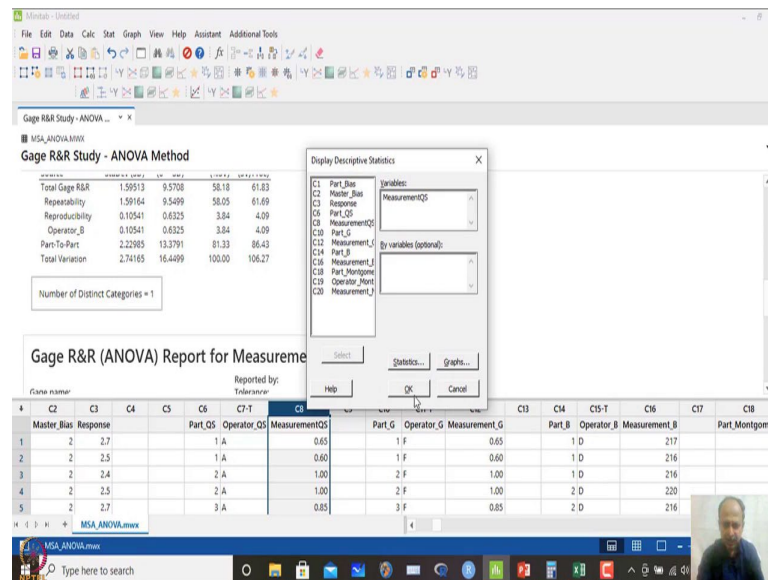 Minitab - Untitled
File Edit Data Calc Stat Graph View Help Assistant Additional Tools
Gage R&R Study - ANOVA ...
MSA_ANOVA.MWX
Gage R&R Study - ANOVA Method
Total Gage R&R 1.59513 9.5708 58.18 61.83
Repeatability 1.59164 9.5499 58.05 61.69
Reproducibility 0.10541 0.6325 3.84 4.09
Operator_B 0.10541 0.6325 3.84 4.09
Part-To-Part 2.22985 13.3791 81.33 86.43
Total Variation 2.74165 16.4499 100.00 106.27
Number of Distinct Categories = 1
Gage R&R (ANOVA) Report for Measureme
Reported by:
Gage name: Tolerance:
Display Descriptive Statistics
C1 Part_Bias
C2 Master_Bias
C3 Response
C6 Part_QS
C8 MeasurementQS
C10 Part_G
C12 Measurement_G
C14 Part_B
C16 Measurement_B
C18 Part_Montgome
C19 Operator_Mont
C20 Measurement_M
Variables:
MeasurementQS
By variables (optional):
Select
Statistics...
Graphs...
Help
OK
Cancel
C2 C3 C4 C5 C6 C7-T C8 C13 C14 C15-T C16 C17 C18
Master_Bias Response Part_QS Operator_QS MeasurementQS Part_G Operator_G Measurement_G Part_B Operator_B Measurement_B Part_Montgom
1 2 2.7 1 A 0.65 1 F 0.65 1 D 217
2 2 2.5 1 A 0.60 1 F 0.60 1 D 216
3 2 2.4 2 A 1.00 2 F 1.00 1 D 216
4 2 2.5 2 A 1.00 2 F 1.00 2 D 220
5 2 2.7 3 A 0.85 3 F 0.85 2 D 216
MSA_ANOVA.mwx
MSA_ANOVA.mwx
Type here to search
NPTEL